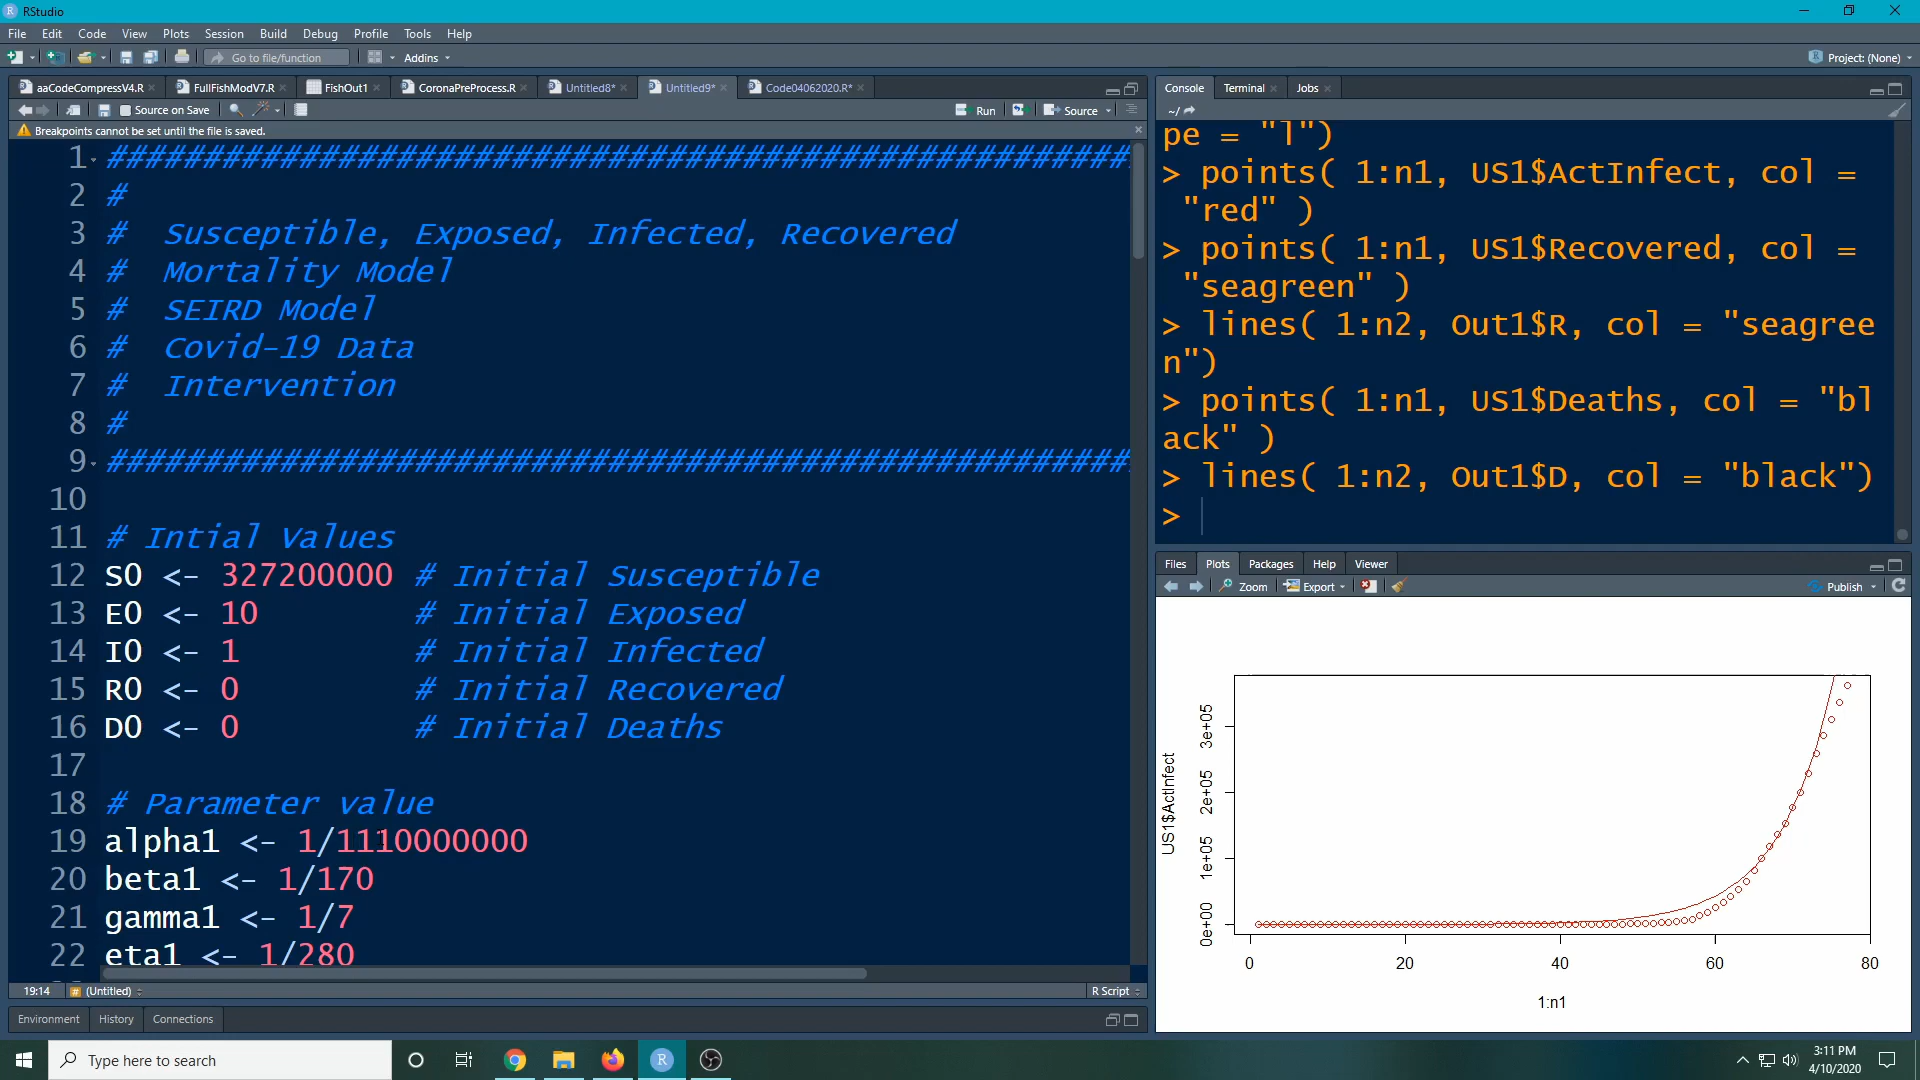 RStudio
File Edit Code View Plots Session Build Debug Profile Tools Help
Go to file/function
Addins
Project: (None)
aaCodeCompressV4.R
FullFishModV7.R
FishOut1
CoronaPreProcess.R
Untitled8*
Untitled9*
Code04062020.R*
Source on Save
Run
Source
Breakpoints cannot be set until the file is saved.
1 ######################################################
2 #
3 # Susceptible, Exposed, Infected, Recovered
4 # Mortality Model
5 # SEIRD Model
6 # Covid-19 Data
7 # Intervention
8 #
9 ######################################################
10
11 # Intial Values
12 S0 <- 327200000 # Initial Susceptible
13 E0 <- 10 # Initial Exposed
14 I0 <- 1 # Initial Infected
15 R0 <- 0 # Initial Recovered
16 D0 <- 0 # Initial Deaths
17
18 # Parameter value
19 alpha1 <- 1/1110000000
20 beta1 <- 1/170
21 gamma1 <- 1/7
22 eta1 <- 1/280
19:14
(Untitled)
R Script
Environment History Connections
Console Terminal Jobs
~/
pe = "l")
> points( 1:n1, US1$ActInfect, col =
"red" )
> points( 1:n1, US1$Recovered, col =
"seagreen" )
> lines( 1:n2, Out1$R, col = "seagree
n")
> points( 1:n1, US1$Deaths, col = "bl
ack" )
> lines( 1:n2, Out1$D, col = "black")
>
Files Plots Packages Help Viewer
Zoom
Export
Publish
US1$ActInfect
3e+05
2e+05
1e+05
0e+00
0 20 40 60 80
1:n1
Type here to search
3:11 PM
4/10/2020